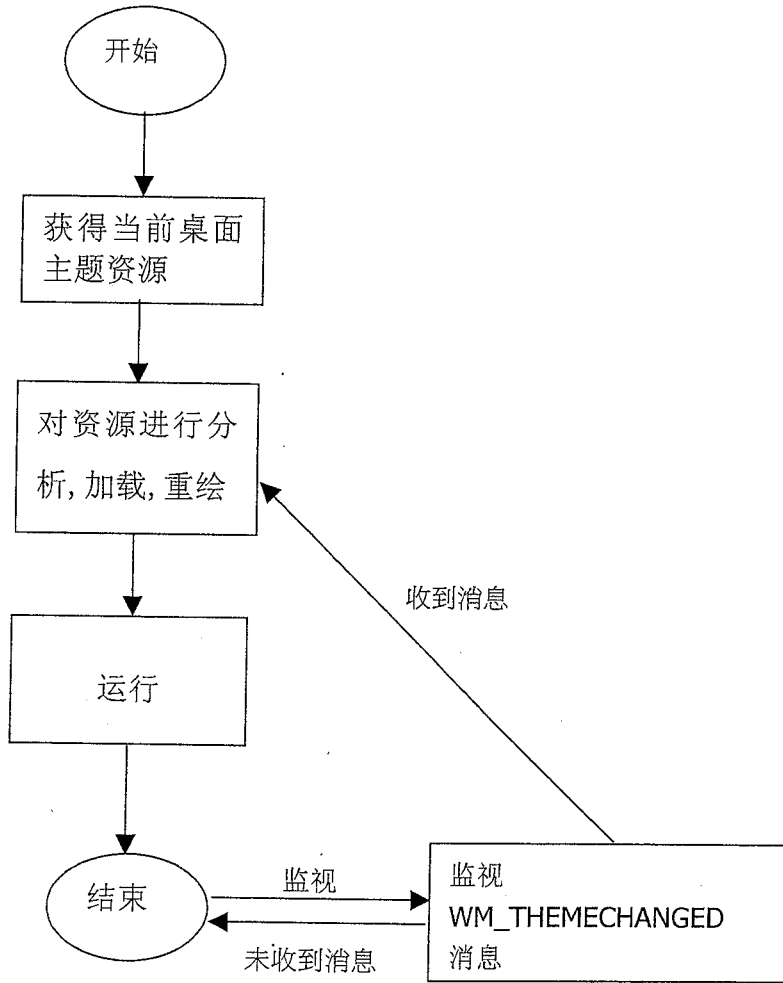 开始
获得当前桌面
主题资源
对资源进行分
析,加载,重绘
收到消息
运行
结束
监视
未收到消息
监视
WM_THEMECHANGED
消息